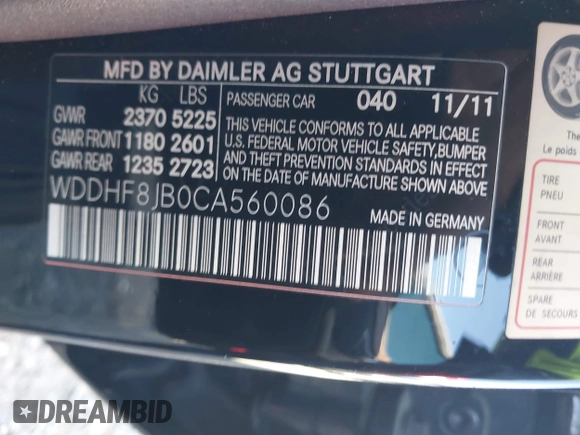 MFD BY DAIMLER AG STUTTGART
KG LBS
GVWR 2370 5225
GAWR FRONT 1180 2601
GAWR REAR 1235 2723
PASSENGER CAR 040 11/11
THIS VEHICLE CONFORMS TO ALL APPLICABLE
U.S. FEDERAL MOTOR VEHICLE SAFETY, BUMPER
AND THEFT PREVENTION STANDARDS IN EFFECT
ON THE DATE OF MANUFACTURE SHOWN ABOVE.
WDDHF8JB0CA560086
MADE IN GERMANY
The
Le poids
TIRE
PNEU
FRONT
AVANT
REAR
ARRIÈRE
SPARE
DE SECOURS
DREAMBID